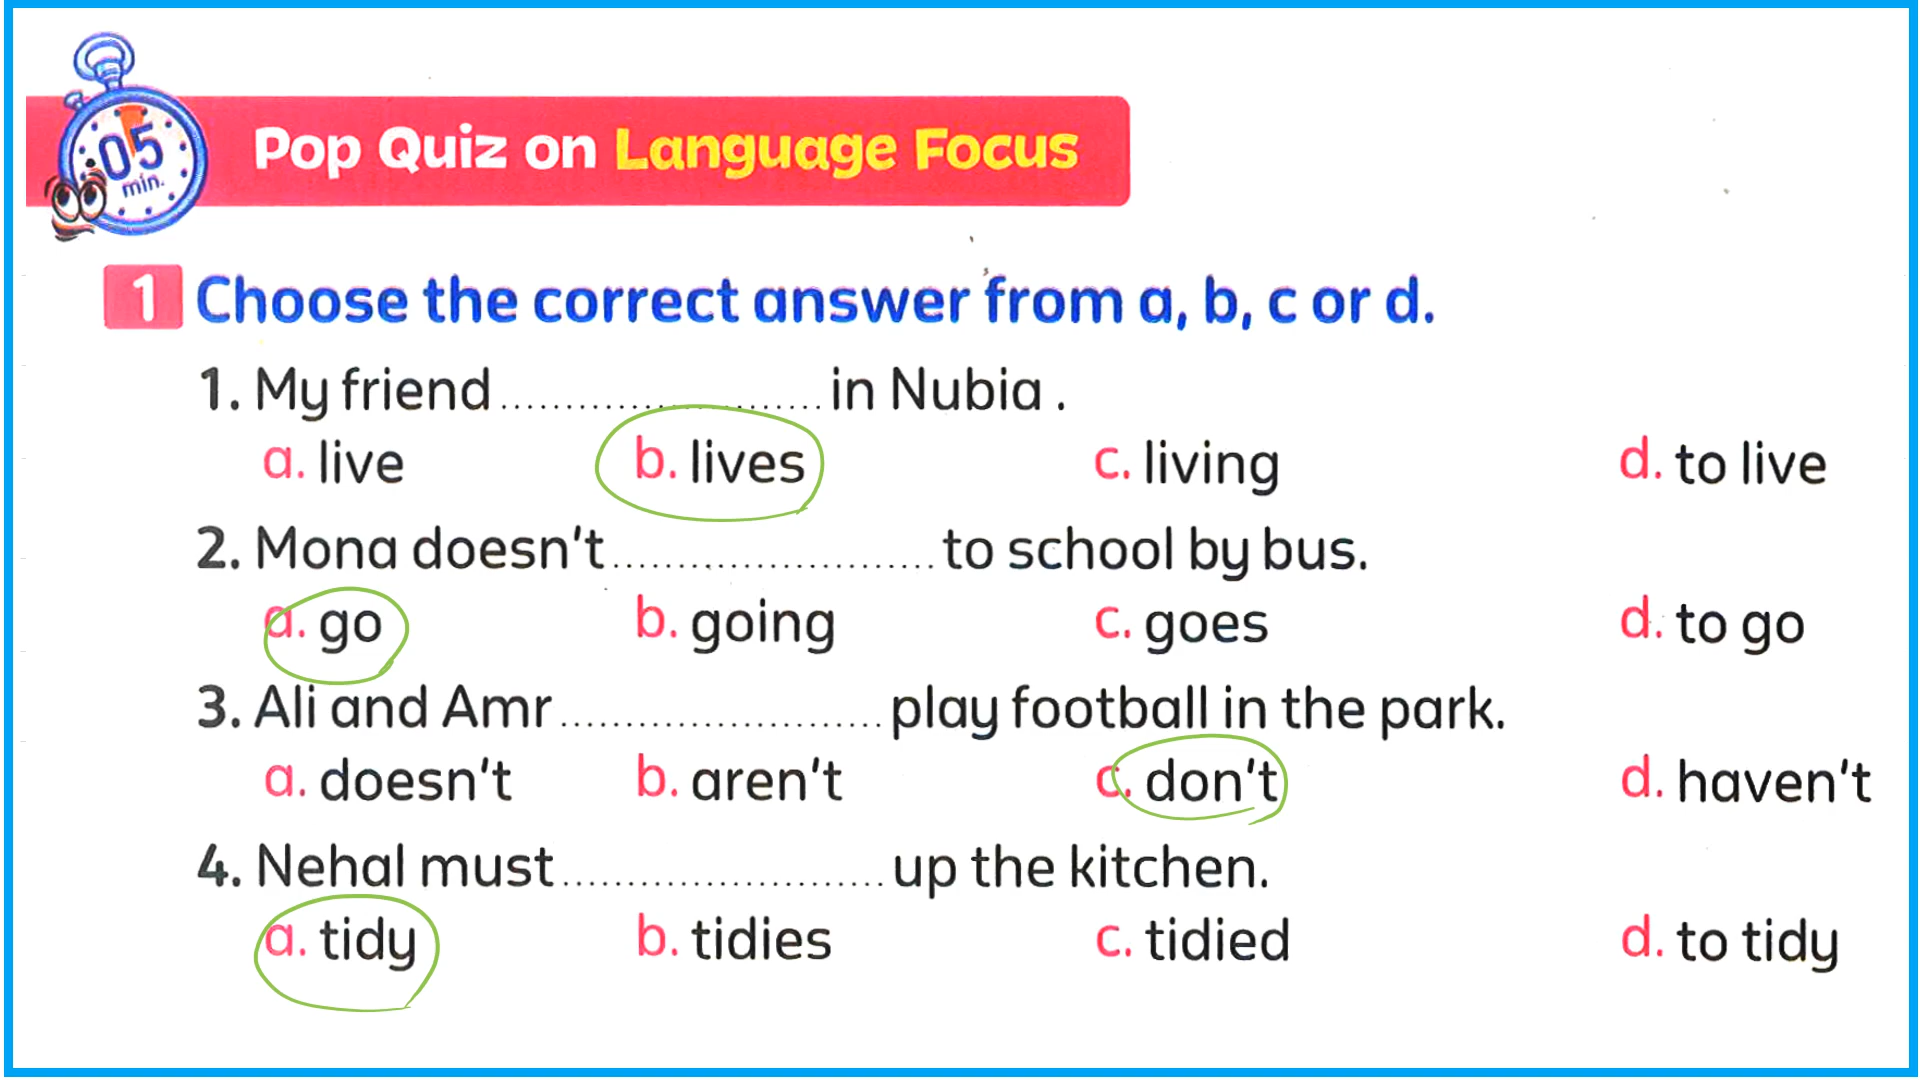 05
min.
Pop Quiz on Language Focus
1 Choose the correct answer from a, b, c or d.
1. My friend ........................ in Nubia .
a. live b. lives c. living d. to live
2. Mona doesn't ........................ to school by bus.
a. go b. going c. goes d. to go
3. Ali and Amr ........................ play football in the park.
a. doesn't b. aren't c. don't d. haven't
4. Nehal must ........................ up the kitchen.
a. tidy b. tidies c. tidied d. to tidy